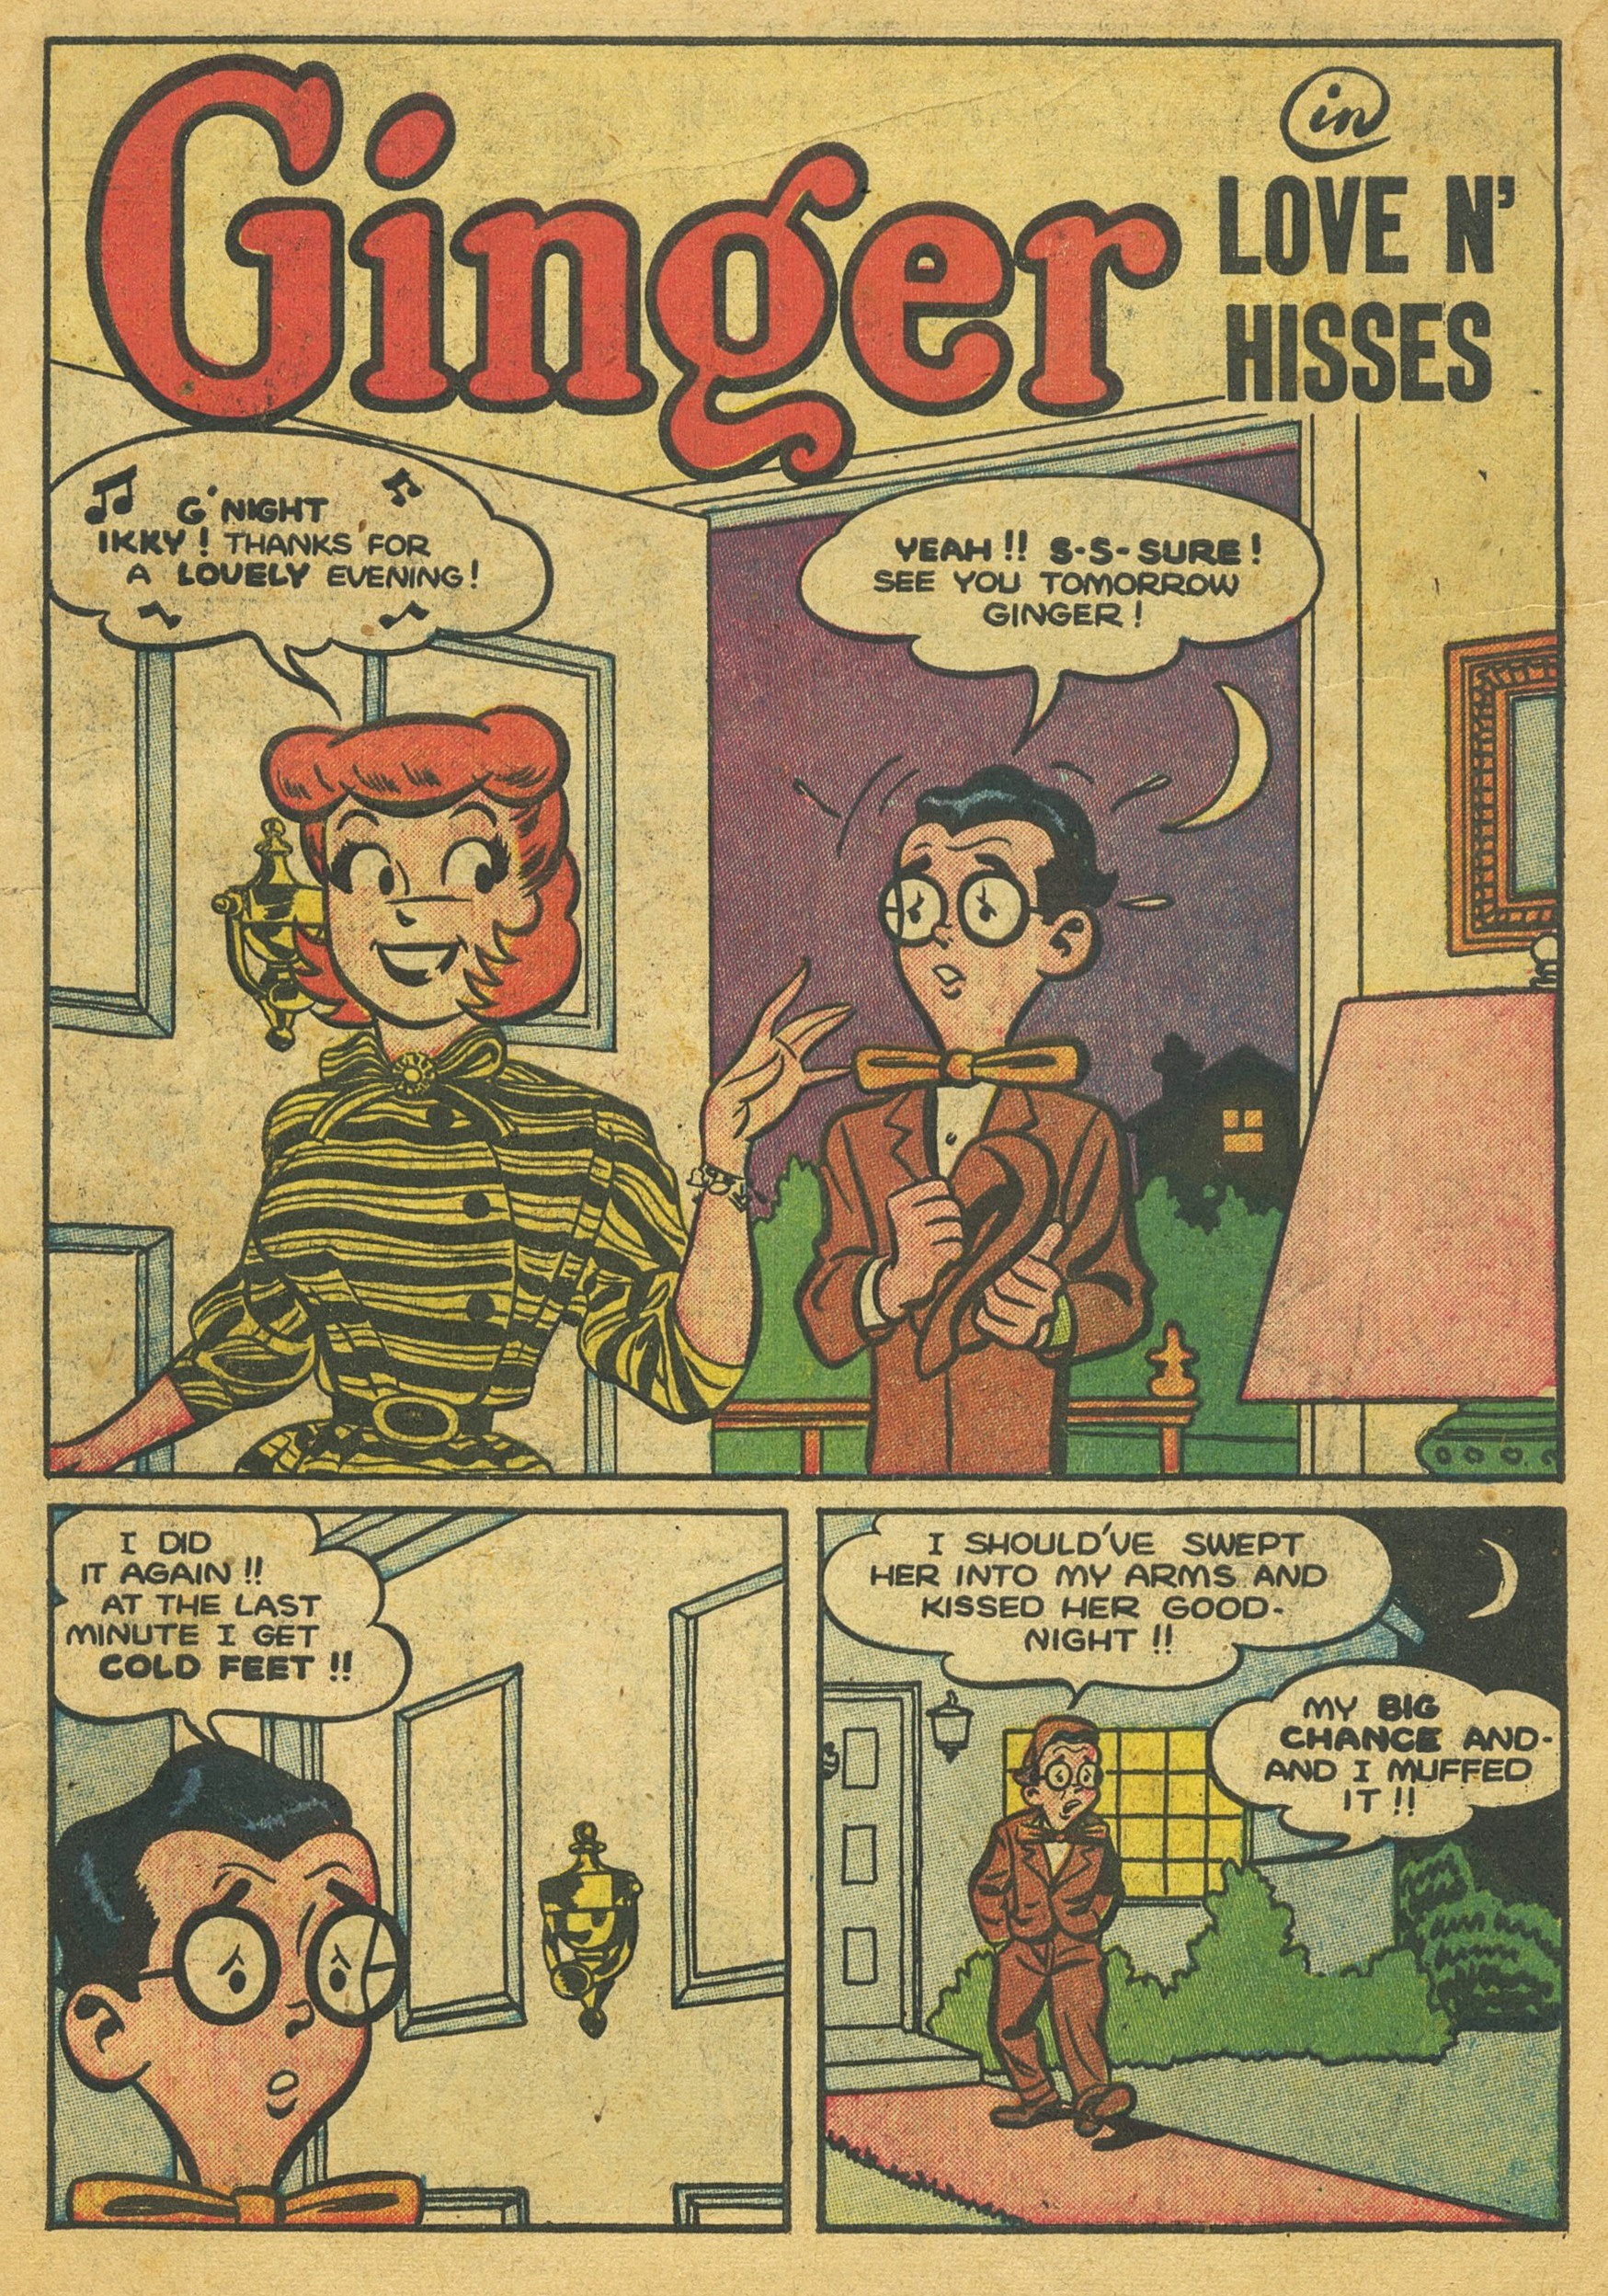 Ginger
in
LOVE N'
HISSES
G'NIGHT
IKKY! THANKS FOR
A LOVELY EVENING!
YEAH!! S-S-SURE!
SEE YOU TOMORROW
GINGER!
I DID
IT AGAIN!!
AT THE LAST
MINUTE I GET
COLD FEET!!
I SHOULD'VE SWEPT
HER INTO MY ARMS AND
KISSED HER GOOD-
NIGHT!!
MY BIG
CHANCE AND-
AND I MUFFED
IT!!